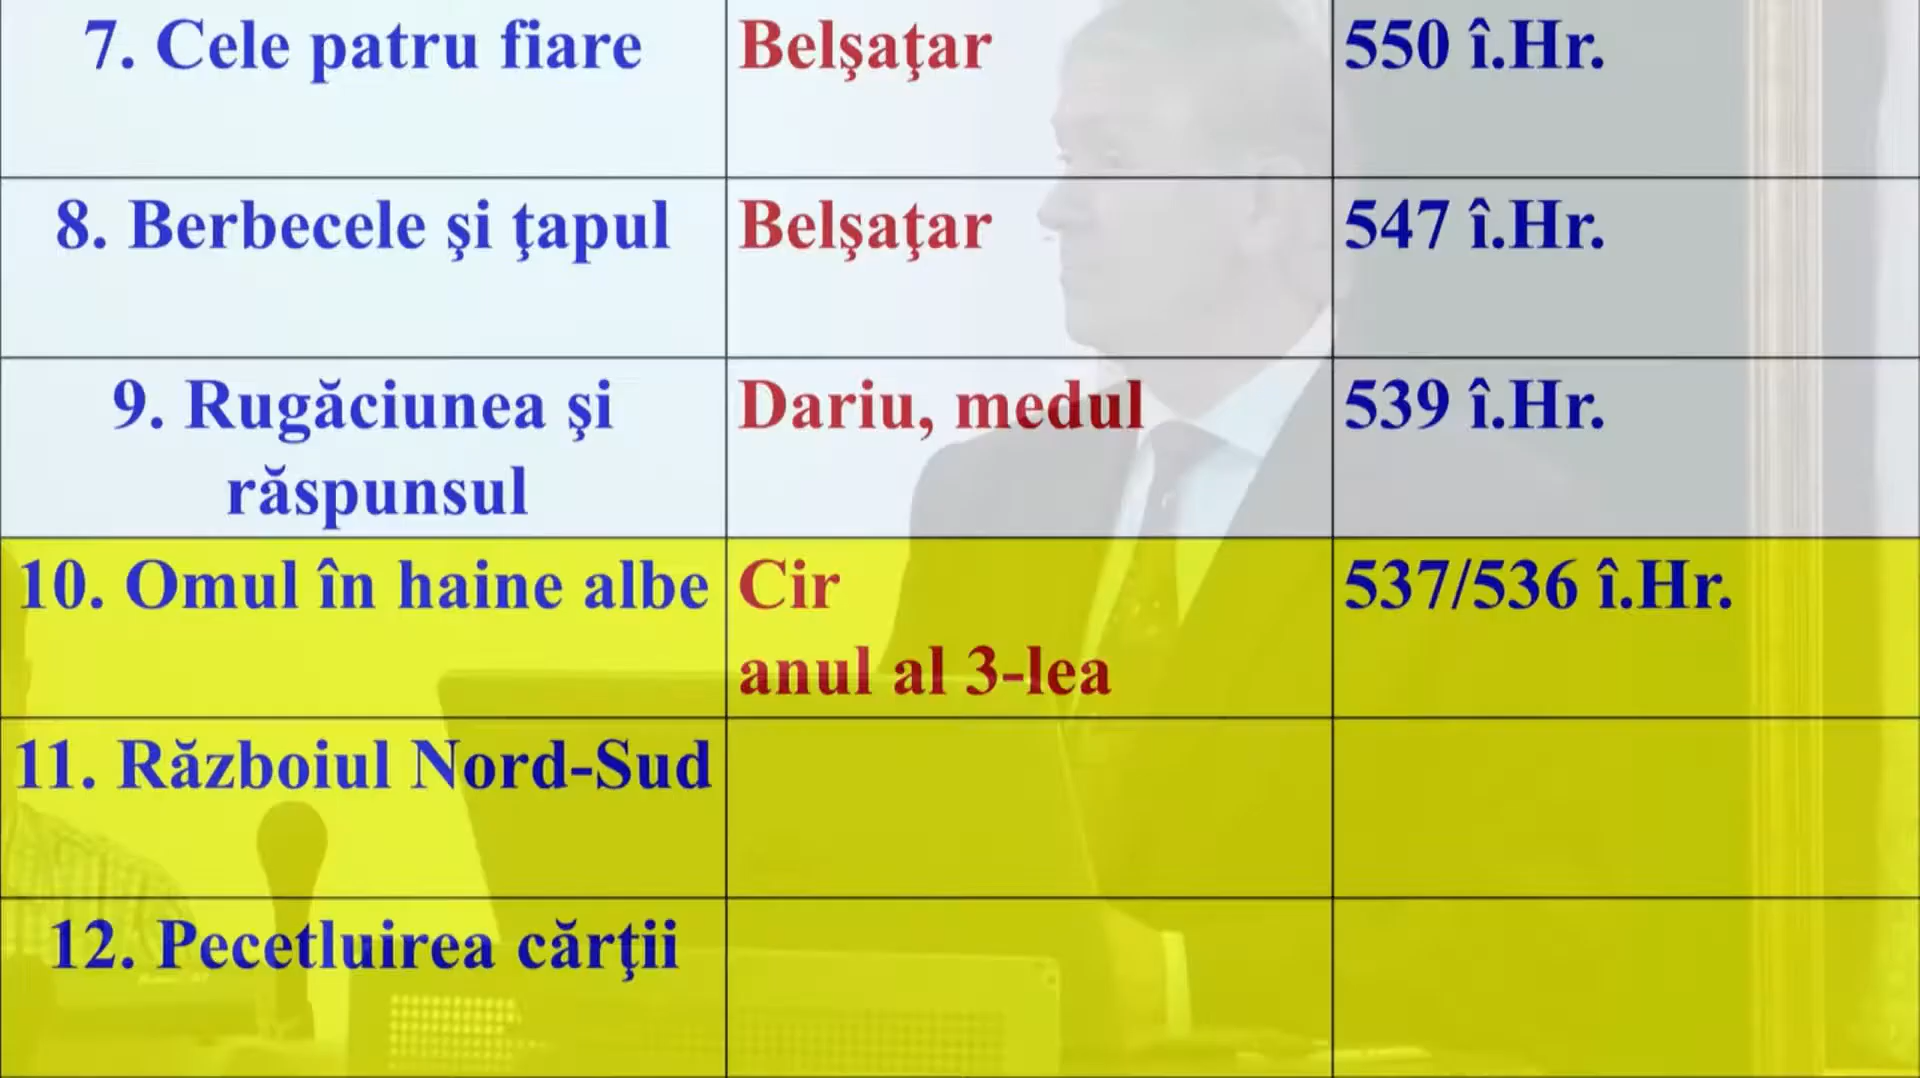 7. Cele patru fiare Belşaţar 550 î.Hr.
8. Berbecele şi ţapul Belşaţar 547 î.Hr.
9. Rugăciunea şi Dariu, medul 539 î.Hr.
răspunsul
10. Omul în haine albe Cir 537/536 î.Hr.
anul al 3-lea
11. Războiul Nord-Sud
12. Pecetluirea cărţii